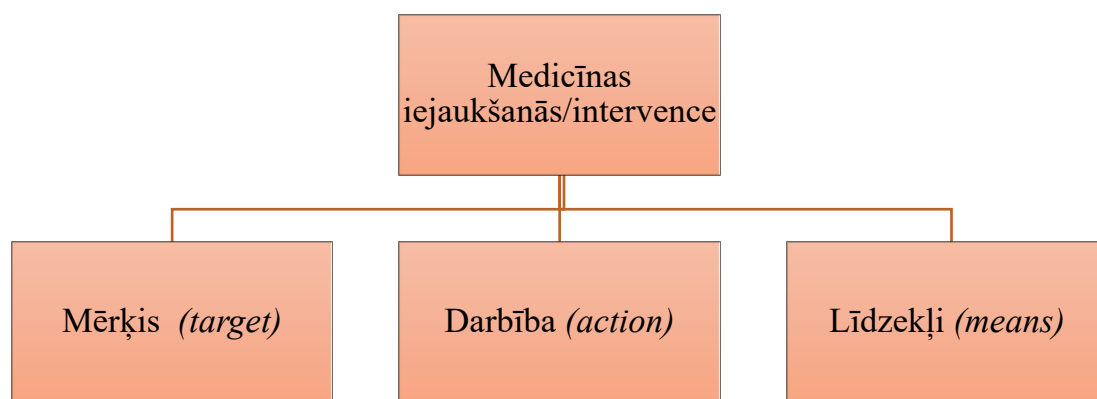 Medicīnas
iejaukšanās/intervence
Mērķis (target)
Darbība (action)
Līdzekļi (means)